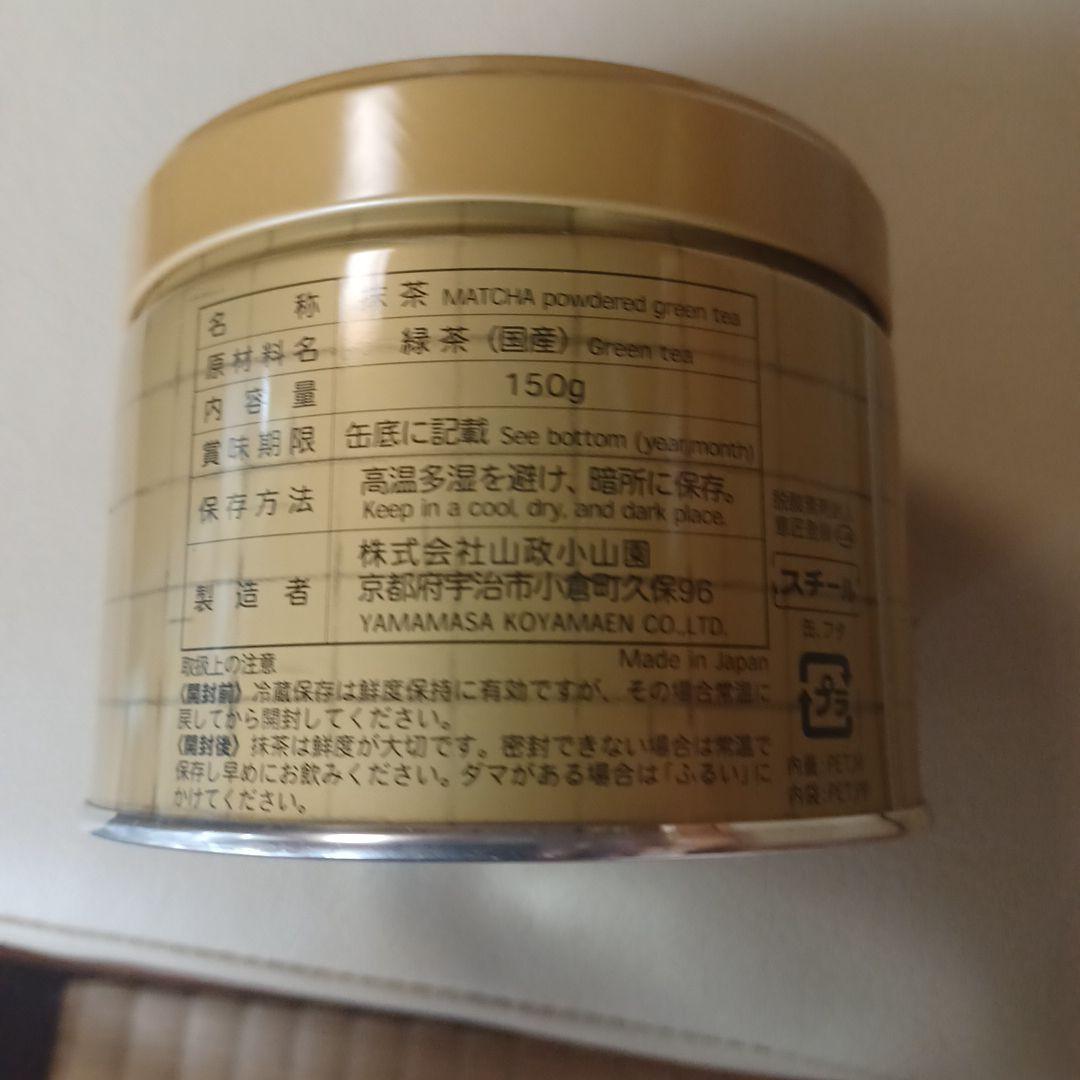 名称 抹茶 MATCHA powdered green tea
原材料名 緑茶（国産）Green tea
内容量 150g
賞味期限 缶底に記載 See bottom (year/month)
保存方法 高温多湿を避け、暗所に保存。
Keep in a cool, dry, and dark place.
製造者 株式会社山政小山園
京都府宇治市小倉町久保96
YAMAMASA KOYAMAEN CO.,LTD.
Made in Japan
取扱上の注意
〈開封前〉冷蔵保存は鮮度保持に有効ですが、その場合常温に
戻してから開封してください。
〈開封後〉抹茶は鮮度が大切です。密封できない場合は常温で
保存し早めにお飲みください。ダマがある場合は「ふるい」に
かけてください。
スチール
缶、フタ
プラ
内蓋：PET,
内袋：PET,